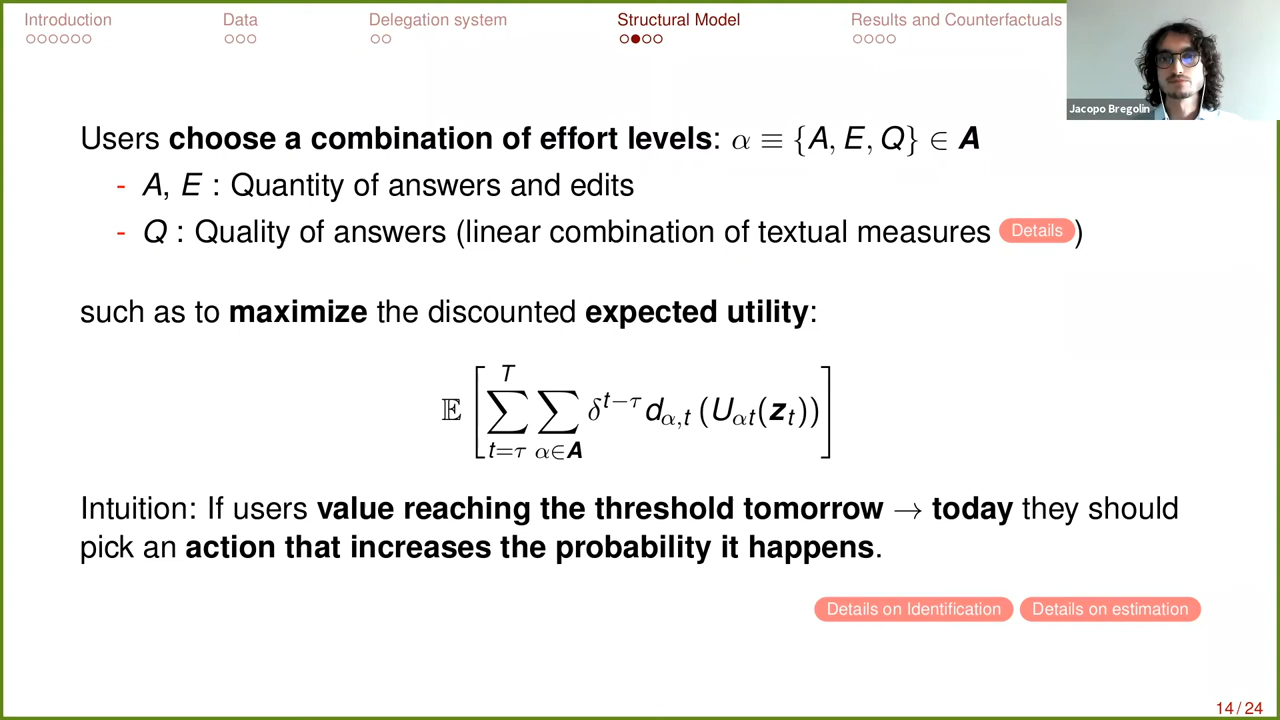 Introduction Data Delegation system Structural Model Results and Counterfactuals
Jacopo Bregolin
Users choose a combination of effort levels: α ≡ {A, E, Q} ∈ A
- A, E : Quantity of answers and edits
- Q : Quality of answers (linear combination of textual measures Details )
such as to maximize the discounted expected utility:
𝔼 [ ∑_{t=τ}^{T} ∑_{α∈A} δ^{t−τ} d_{α,t} (U_{αt}(z_t)) ]
Intuition: If users value reaching the threshold tomorrow → today they should
pick an action that increases the probability it happens.
Details on Identification Details on estimation
14 / 24